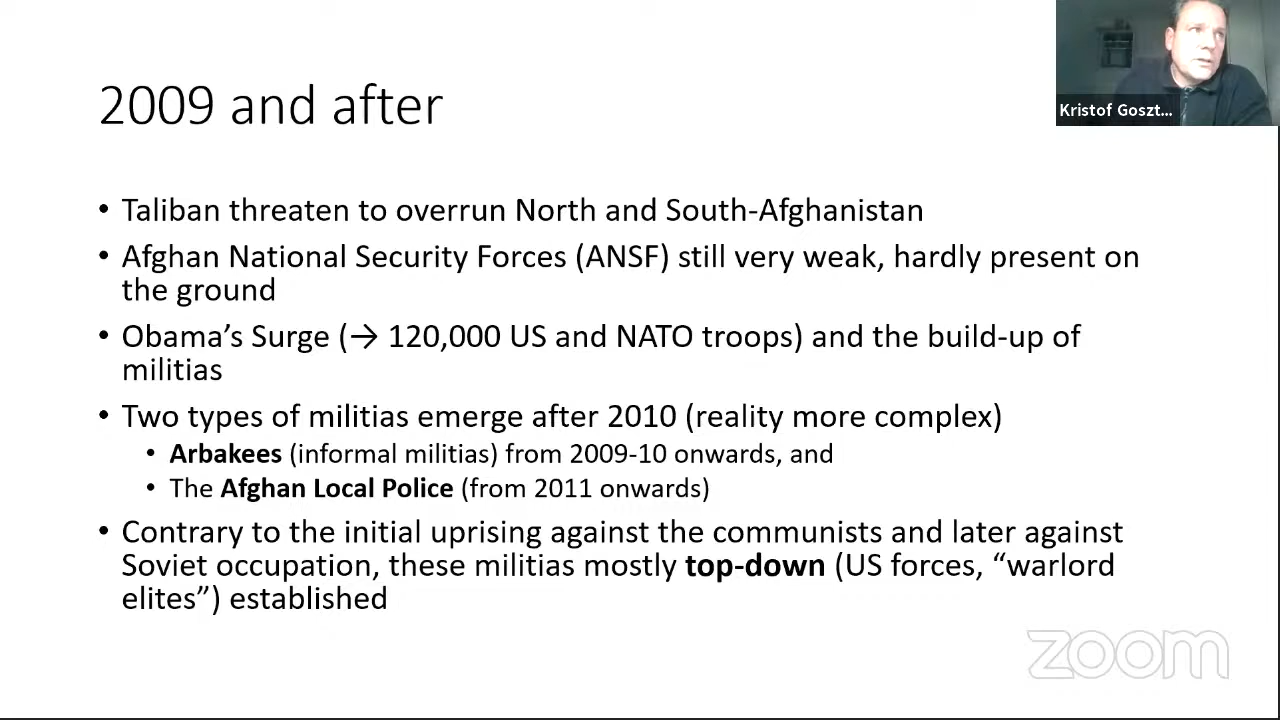 2009 and after
Kristof Goszt...
• Taliban threaten to overrun North and South-Afghanistan
• Afghan National Security Forces (ANSF) still very weak, hardly present on
the ground
• Obama’s Surge (→ 120,000 US and NATO troops) and the build-up of
militias
• Two types of militias emerge after 2010 (reality more complex)
• Arbakees (informal militias) from 2009-10 onwards, and
• The Afghan Local Police (from 2011 onwards)
• Contrary to the initial uprising against the communists and later against
Soviet occupation, these militias mostly top-down (US forces, “warlord
elites”) established
zoom